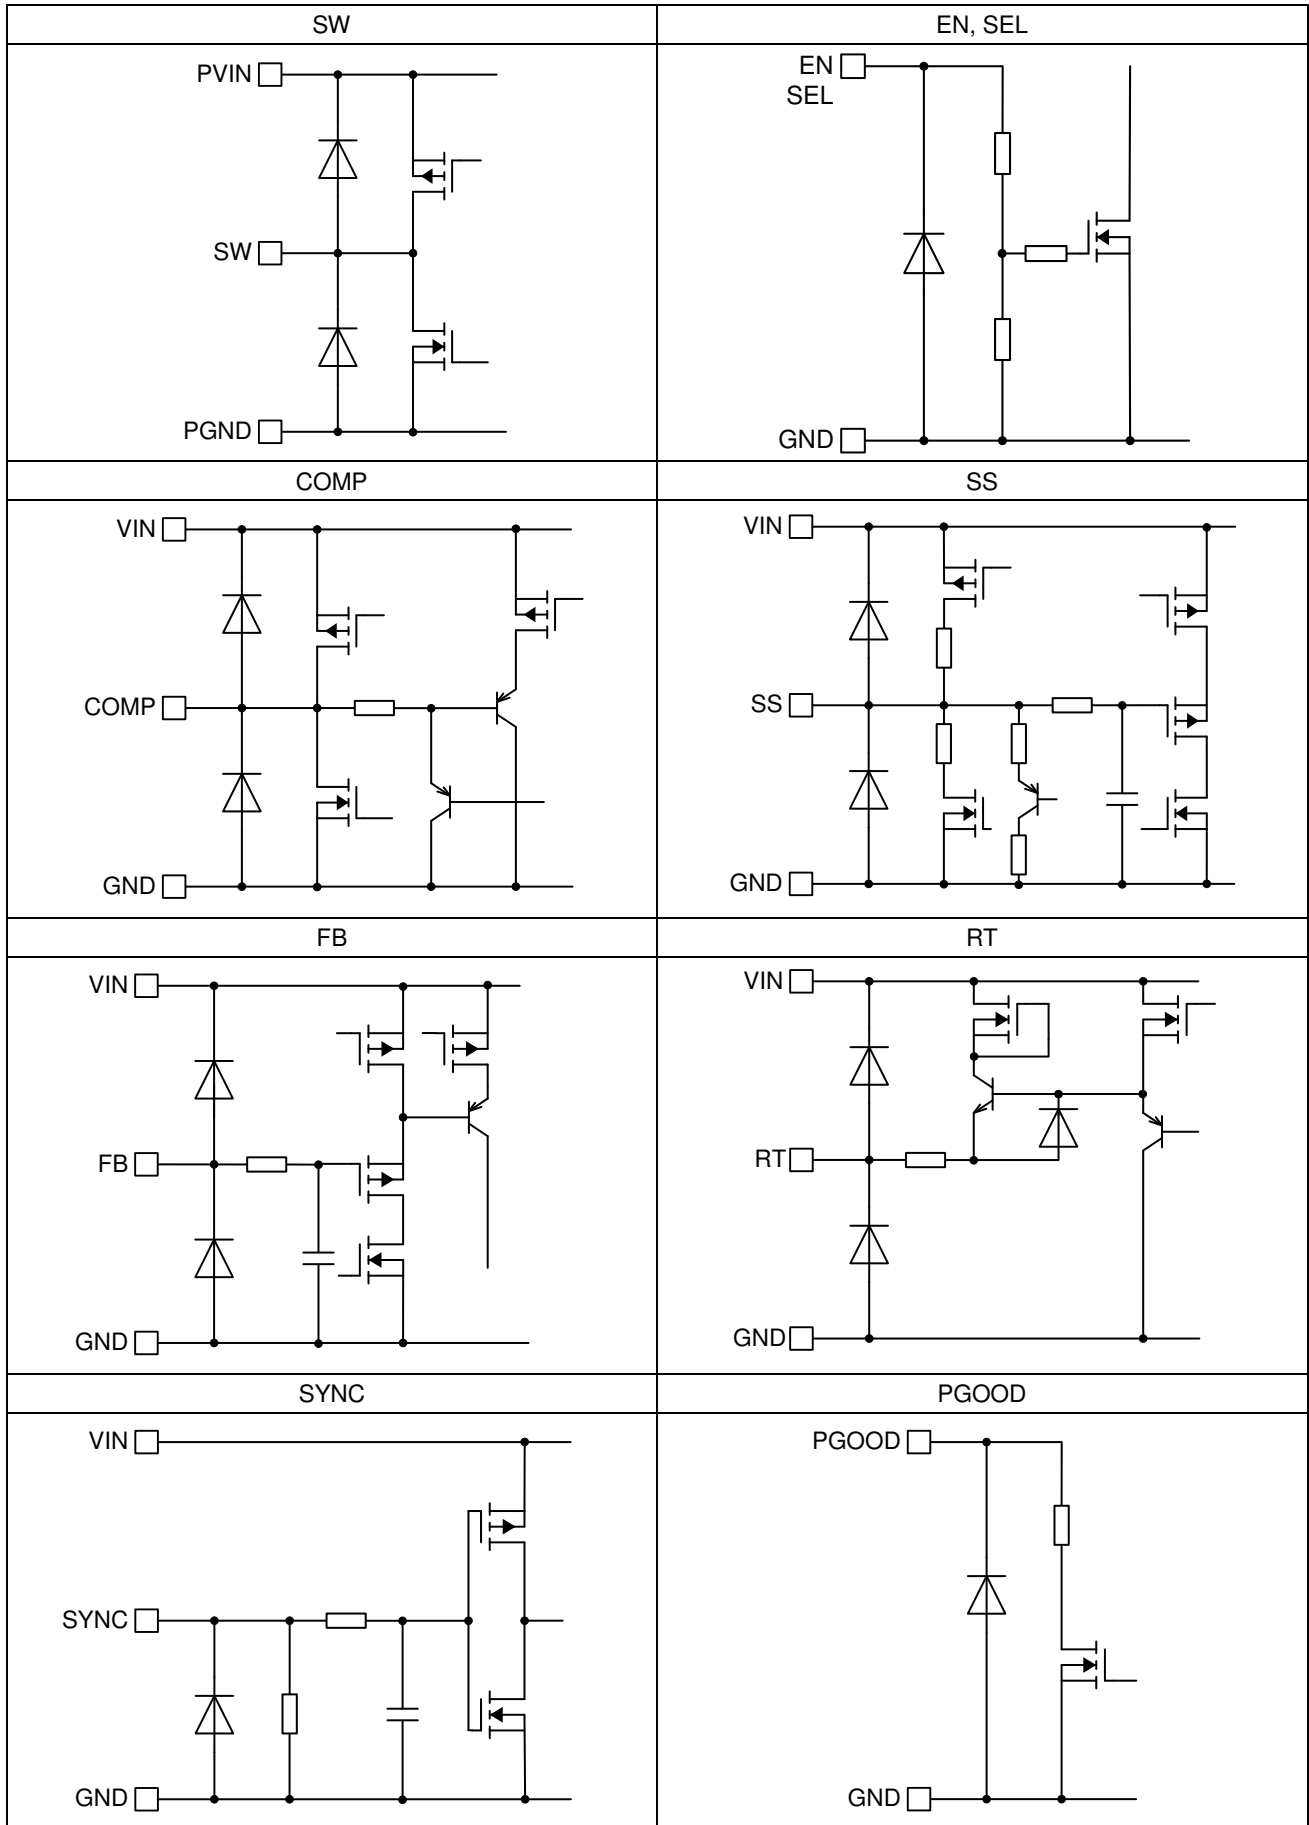 SW
EN, SEL
PVIN
SW
PGND
EN
SEL
GND
COMP
SS
VIN
COMP
GND
VIN
SS
GND
FB
RT
VIN
FB
GND
VIN
RT
GND
SYNC
PGOOD
VIN
SYNC
GND
PGOOD
GND